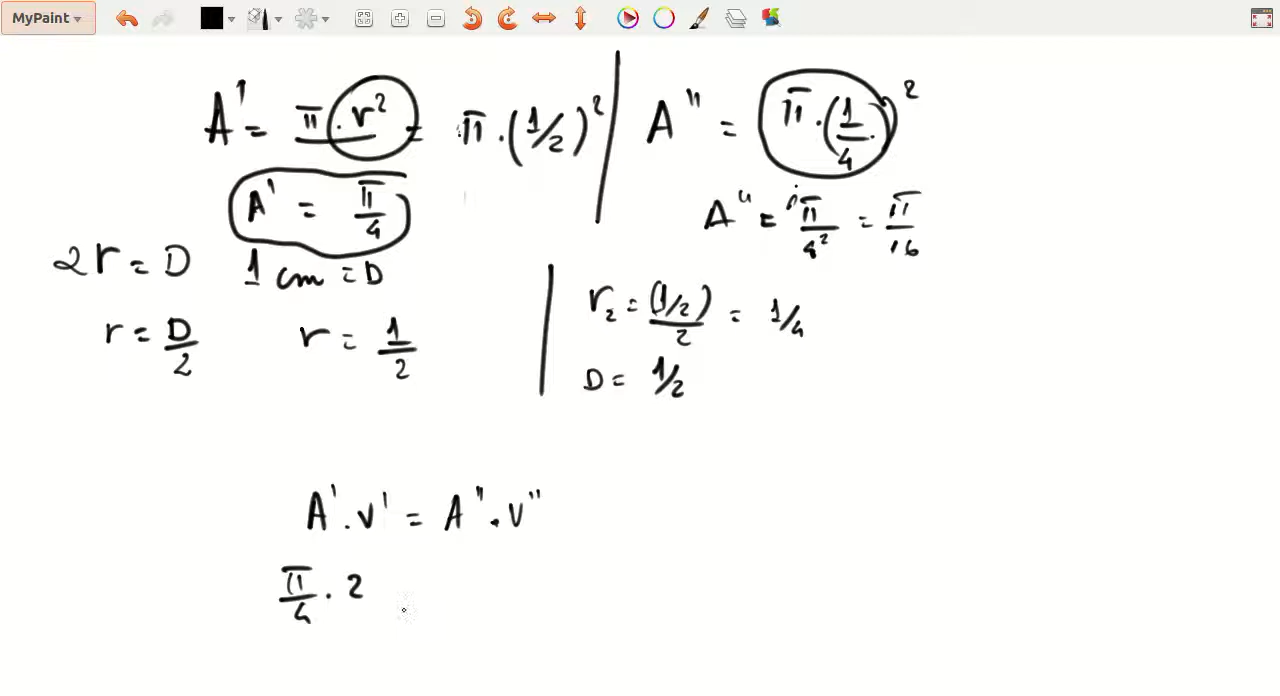 MyPaint
A' = π · r² = π · (1/2)²
A' = π/4
2r = D   1 cm = D
r = D/2   r = 1/2
A'' = π · (1/4)²
A'' = π/4² = π/16
r₂ = (1/2)/2 = 1/4
D = 1/2
A' · v' = A'' · v''
π/4 · 2